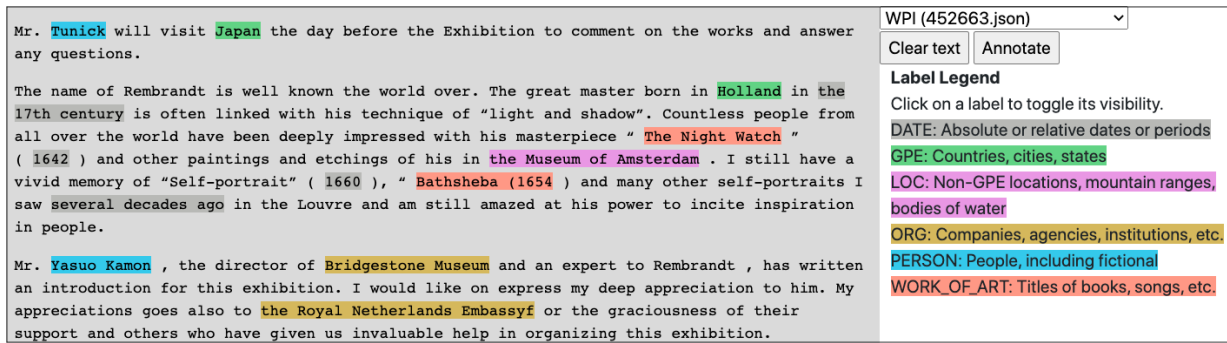 Mr. Tunick will visit Japan the day before the Exhibition to comment on the works and answer
any questions.
The name of Rembrandt is well known the world over. The great master born in Holland in the
17th century is often linked with his technique of “light and shadow”. Countless people from
all over the world have been deeply impressed with his masterpiece “ The Night Watch ”
( 1642 ) and other paintings and etchings of his in the Museum of Amsterdam . I still have a
vivid memory of “Self-portrait” ( 1660 ), “ Bathsheba (1654 ) and many other self-portraits I
saw several decades ago in the Louvre and am still amazed at his power to incite inspiration
in people.
Mr. Yasuo Kamon , the director of Bridgestone Museum and an expert to Rembrandt , has written
an introduction for this exhibition. I would like on express my deep appreciation to him. My
appreciations goes also to the Royal Netherlands Embassyf or the graciousness of their
support and others who have given us invaluable help in organizing this exhibition.
WPI (452663.json)
Clear text Annotate
Label Legend
Click on a label to toggle its visibility.
DATE: Absolute or relative dates or periods
GPE: Countries, cities, states
LOC: Non-GPE locations, mountain ranges,
bodies of water
ORG: Companies, agencies, institutions, etc.
PERSON: People, including fictional
WORK_OF_ART: Titles of books, songs, etc.